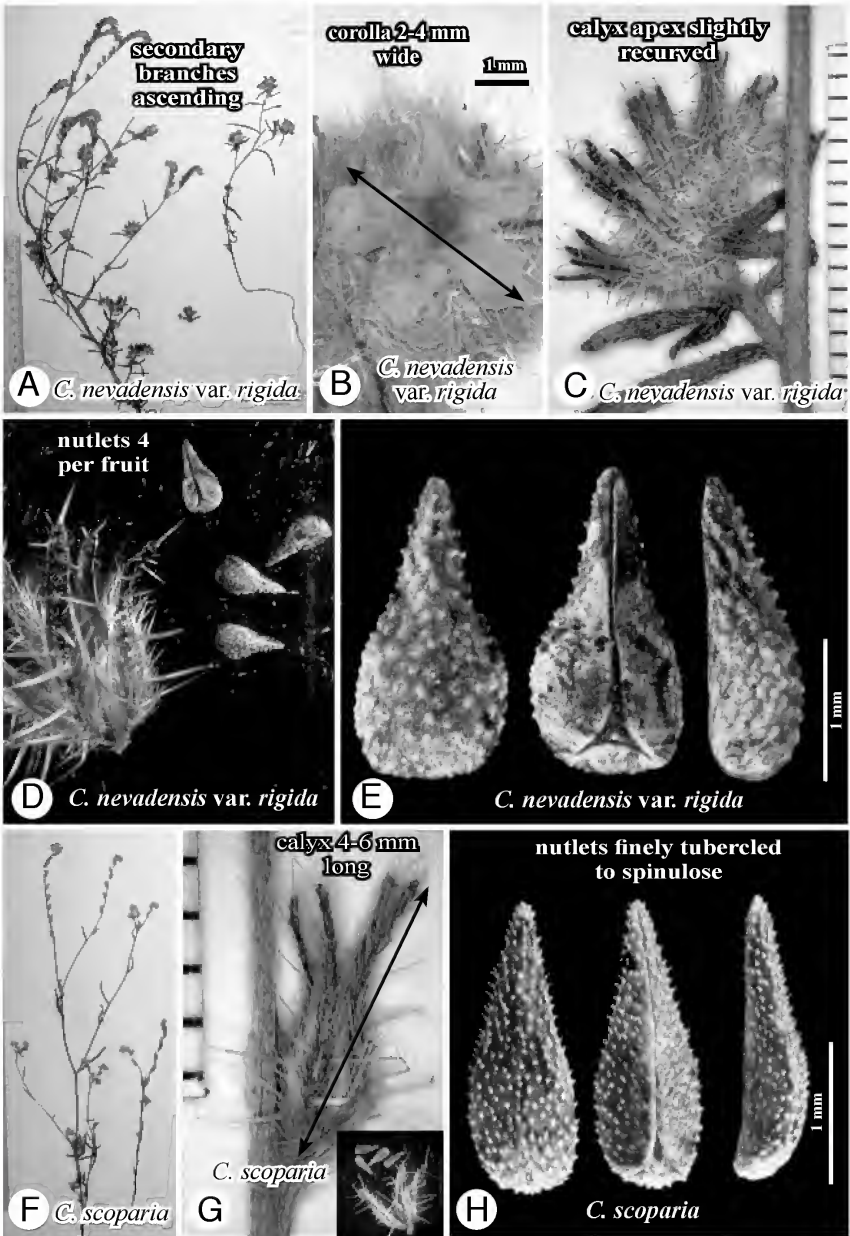 secondary
branches
ascending
A C. nevadensis var. rigida
corolla 2-4 mm
wide
1 mm
B C. nevadensis
var. rigida
calyx apex slightly
recurved
C C. nevadensis var. rigida
nutlets 4
per fruit
D C. nevadensis var. rigida
1 mm
E C. nevadensis var. rigida
F C. scoparia
calyx 4-6 mm
long
C. scoparia
G
nutlets finely tubercled
to spinulose
1 mm
H C. scoparia